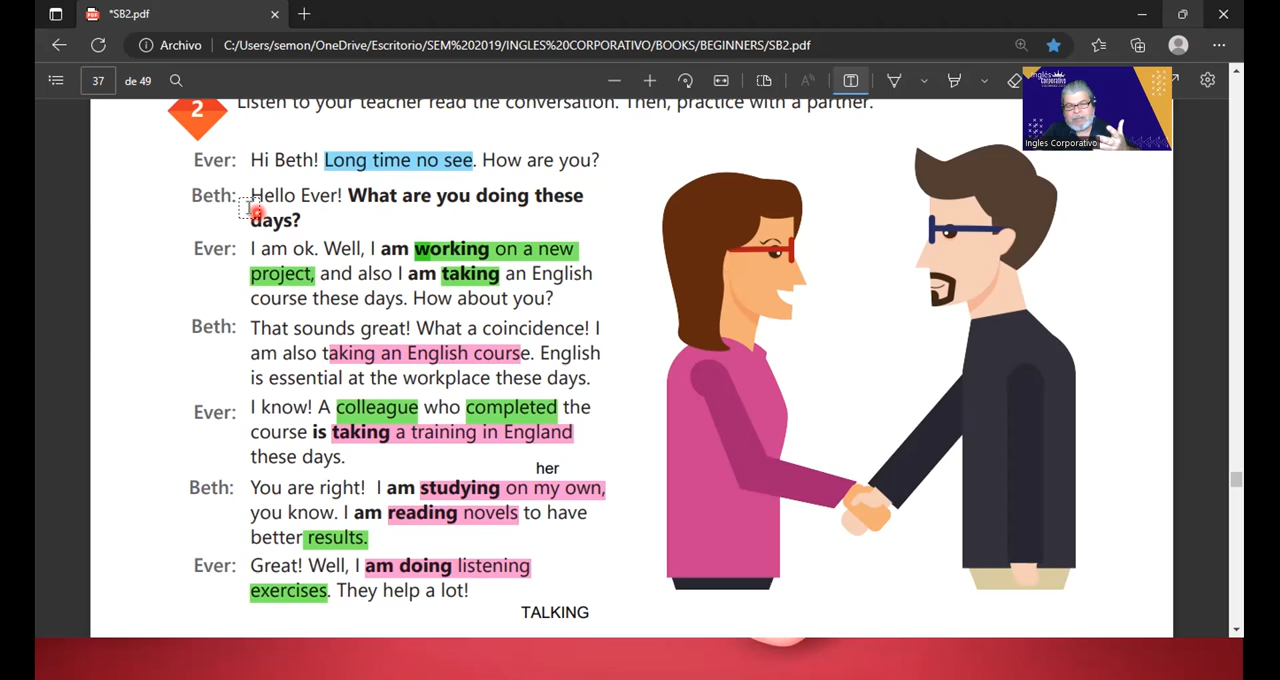 *SB2.pdf
Archivo
C:/Users/semon/OneDrive/Escritorio/SEM%202019/INGLES%20CORPORATIVO/BOOKS/BEGINNERS/SB2.pdf
37 de 49
Inglés Corporativo
Ingles Corporativo
2 Listen to your teacher read the conversation. Then, practice with a partner.
Ever: Hi Beth! Long time no see. How are you?
Beth: Hello Ever! What are you doing these
days?
Ever: I am ok. Well, I am working on a new
project, and also I am taking an English
course these days. How about you?
Beth: That sounds great! What a coincidence! I
am also taking an English course. English
is essential at the workplace these days.
Ever: I know! A colleague who completed the
course is taking a training in England
these days.
her
Beth: You are right! I am studying on my own,
you know. I am reading novels to have
better results.
Ever: Great! Well, I am doing listening
exercises. They help a lot!
TALKING